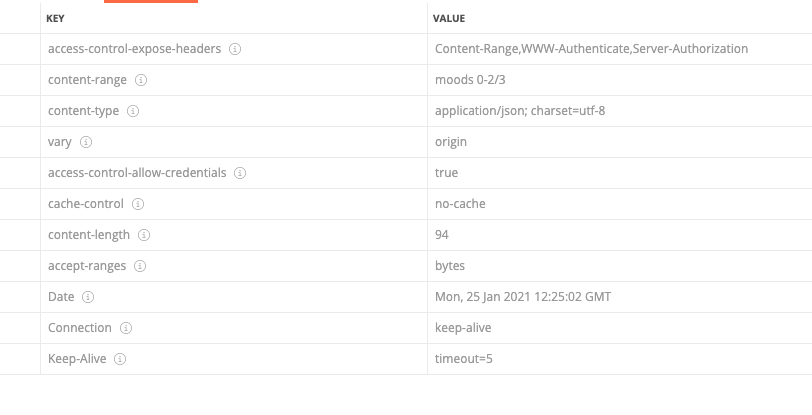 KEY VALUE
access-control-expose-headers Content-Range,WWW-Authenticate,Server-Authorization
content-range moods 0-2/3
content-type application/json; charset=utf-8
vary origin
access-control-allow-credentials true
cache-control no-cache
content-length 94
accept-ranges bytes
Date Mon, 25 Jan 2021 12:25:02 GMT
Connection keep-alive
Keep-Alive timeout=5